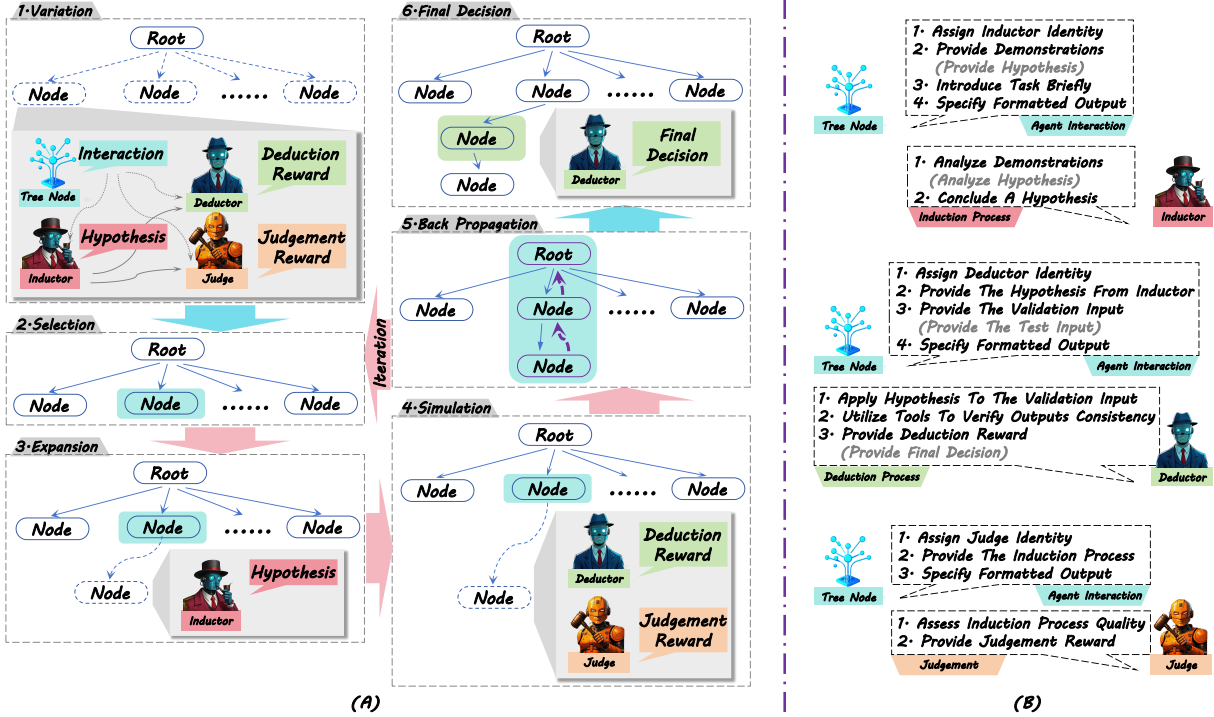 1.Variation
Root
Node
Node
......
Node
Interaction
Tree Node
Deductor
Deduction
Reward
Hypothesis
Inductor
Judge
Judgement
Reward
2.Selection
Root
Node
Node
......
Node
3.Expansion
Root
Node
Node
......
Node
Node
Hypothesis
Inductor
Iteration
6.Final Decision
Root
Node
Node
......
Node
Node
Node
Deductor
Final
Decision
5.Back Propagation
Root
Node
Node
......
Node
Node
4.Simulation
Root
Node
Node
......
Node
Node
Deductor
Deduction
Reward
Judge
Judgement
Reward
(A)
1. Assign Inductor Identity
2. Provide Demonstrations
(Provide Hypothesis)
3. Introduce Task Briefly
4. Specify Formatted Output
Tree Node
Agent Interaction
1. Analyze Demonstrations
(Analyze Hypothesis)
2. Conclude A Hypothesis
Induction Process
Inductor
1. Assign Deductor Identity
2. Provide The Hypothesis From Inductor
3. Provide The Validation Input
(Provide The Test Input)
4. Specify Formatted Output
Tree Node
Agent Interaction
1. Apply Hypothesis To The Validation Input
2. Utilize Tools To Verify Outputs Consistency
3. Provide Deduction Reward
(Provide Final Decision)
Deduction Process
Deductor
1. Assign Judge Identity
2. Provide The Induction Process
3. Specify Formatted Output
Tree Node
Agent Interaction
1. Assess Induction Process Quality
2. Provide Judgement Reward
Judgement
Judge
(B)